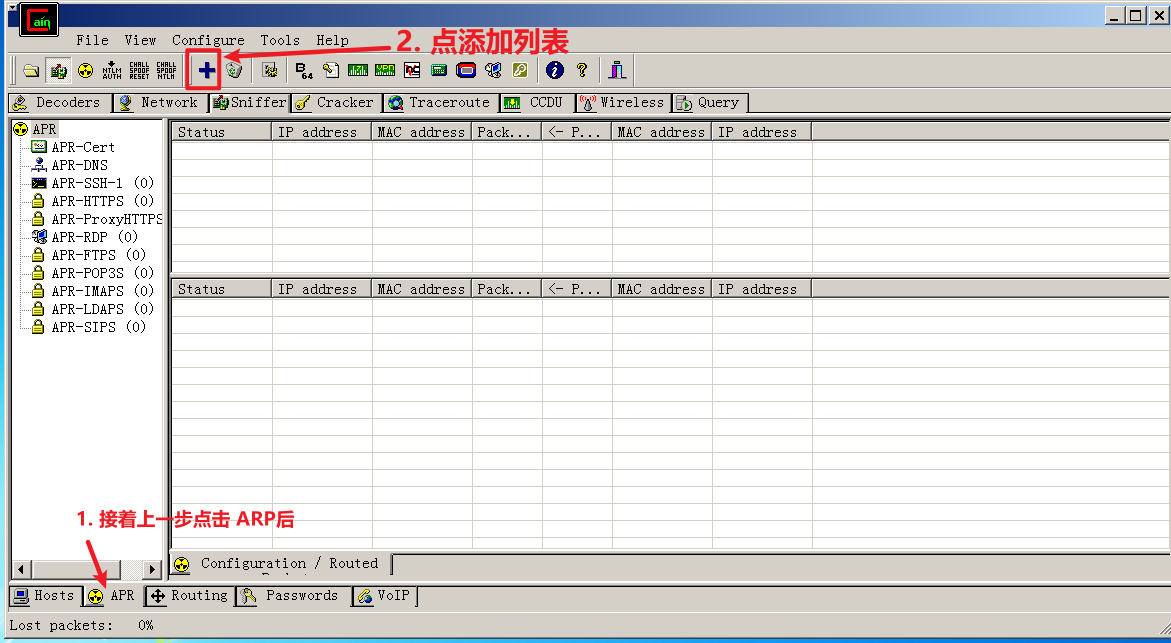 Cain
File View Configure Tools Help
2. 点添加列表
NTLM AUTH CHALL SPOOF RESET CHALL SPOOF NTLM B64
Decoders Network Sniffer Cracker Traceroute CCDU Wireless Query
APR
APR-Cert
APR-DNS
APR-SSH-1 (0)
APR-HTTPS (0)
APR-ProxyHTTPS
APR-RDP (0)
APR-FTPS (0)
APR-POP3S (0)
APR-IMAPS (0)
APR-LDAPS (0)
APR-SIPS (0)
Status IP address MAC address Pack... <- P... MAC address IP address
Status IP address MAC address Pack... <- P... MAC address IP address
1. 接着上一步点击 ARP后
Configuration / Routed
Hosts APR Routing Passwords VoIP
Lost packets: 0%